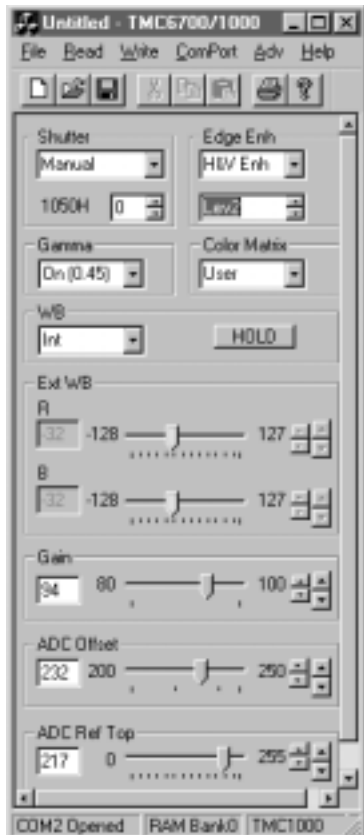 Untitled - TMC6700/1000
File Read Write ComPort Adv Help
Shutter Edge Enh
Manual H&V Enh
1050H 0 Lev2
Gamma Color Matrix
On (0.45) User
WB
Int HOLD
Ext WB
R
-32 -128 127
B
-32 -128 127
Gain
94 80 100
ADC Offset
232 200 250
ADC Ref Top
217 0 255
COM2 Opened RAM Bank0 TMC1000